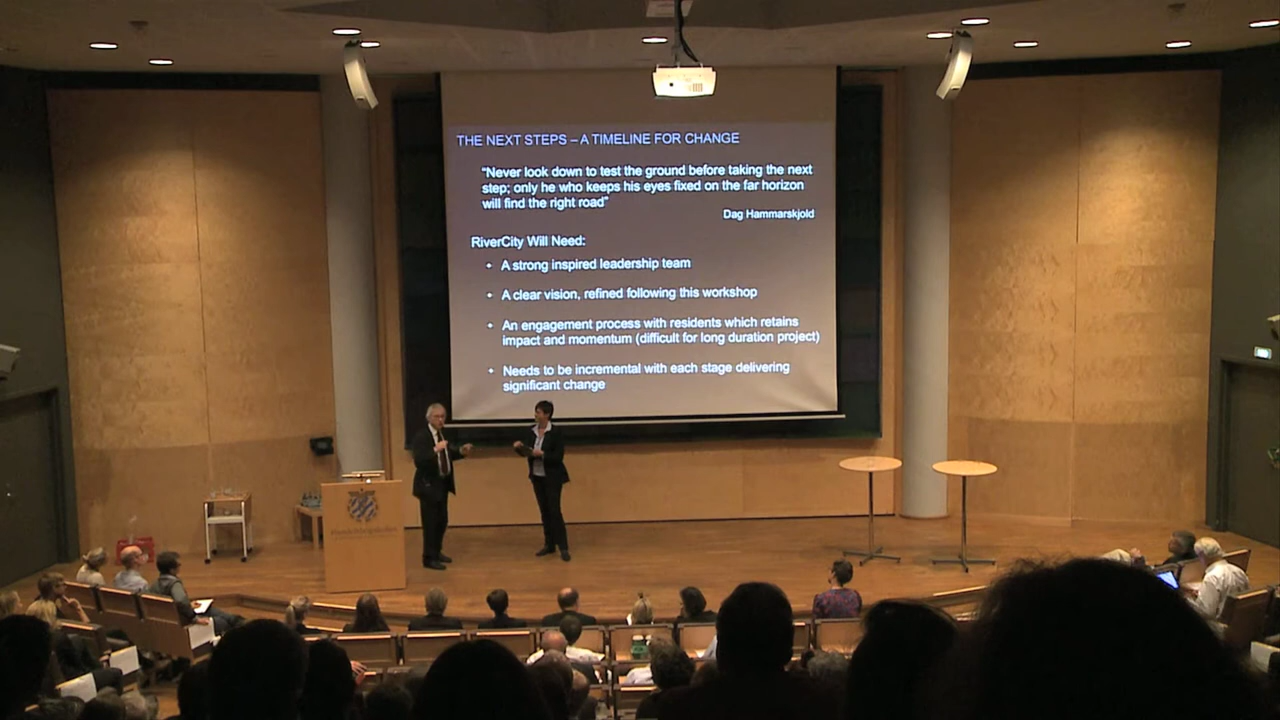 THE NEXT STEPS – A TIMELINE FOR CHANGE
“Never look down to test the ground before taking the next
step; only he who keeps his eyes fixed on the far horizon
will find the right road”
Dag Hammarskjold
RiverCity Will Need:
• A strong inspired leadership team
• A clear vision, refined following this workshop
• An engagement process with residents which retains
impact and momentum (difficult for long duration project)
• Needs to be incremental with each stage delivering
significant change